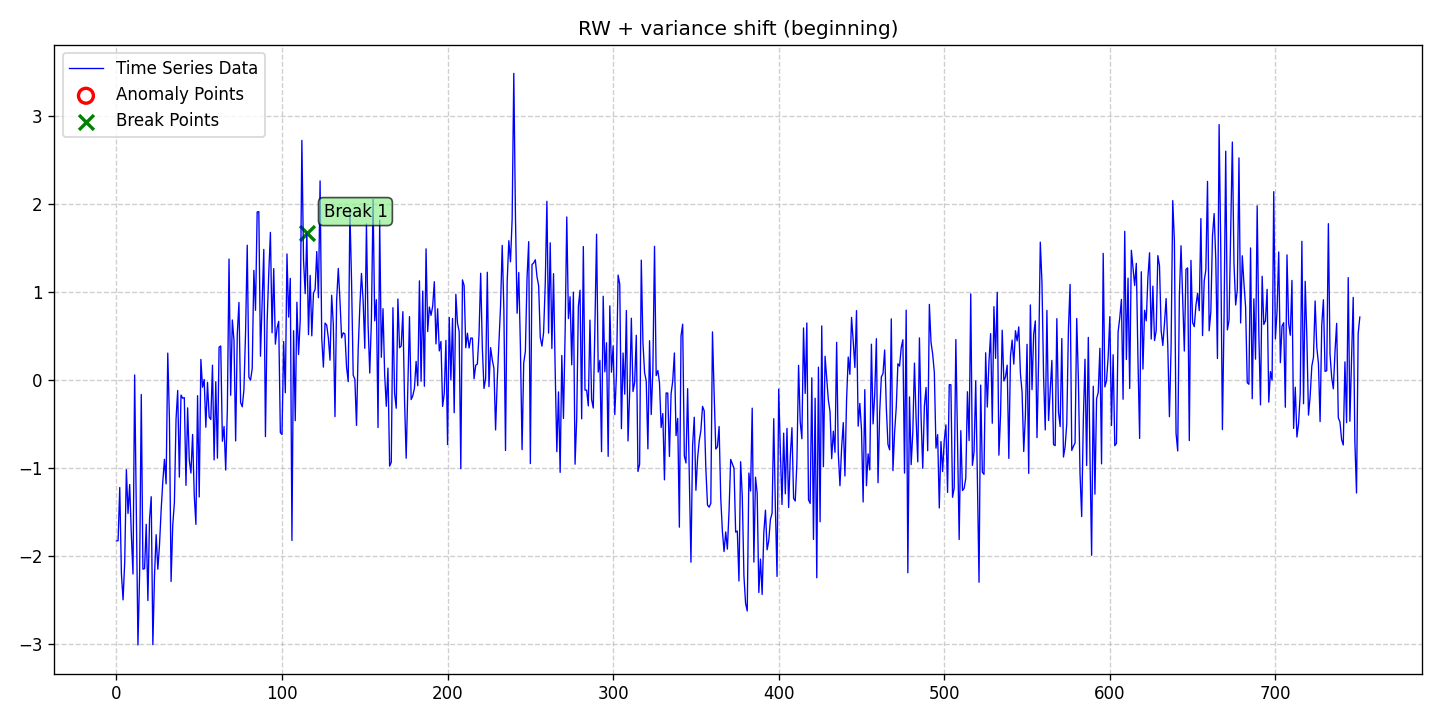 RW + variance shift (beginning)
Time Series Data
Anomaly Points
Break Points
Break 1
3
2
1
0
−1
−2
−3
0 100 200 300 400 500 600 700